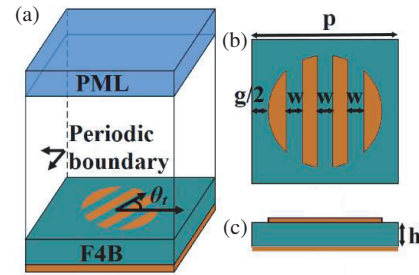 (a)
PML
Periodic
boundary
θt
F4B
(b)
p
g/2
w w w
(c)
h